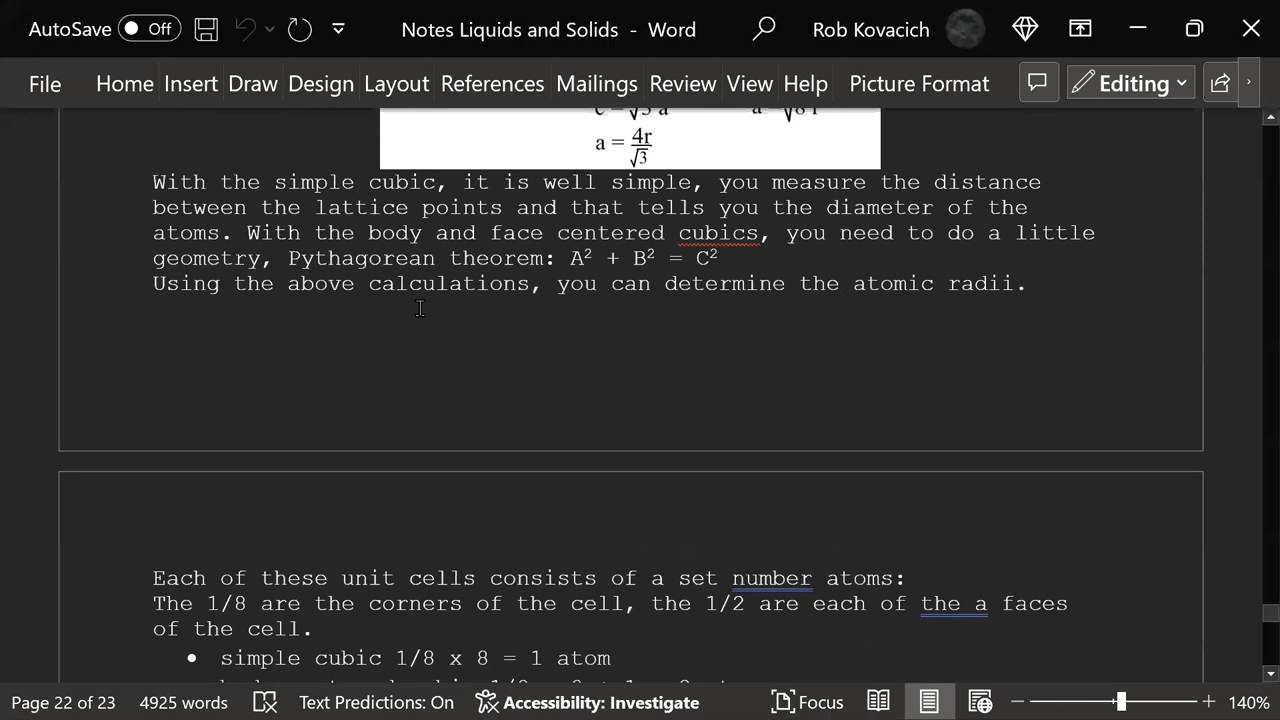 AutoSave Off Notes Liquids and Solids - Word Rob Kovacich
File Home Insert Draw Design Layout References Mailings Review View Help Picture Format Editing
c = √3 a a = √8 r
a = 4r/√3
With the simple cubic, it is well simple, you measure the distance
between the lattice points and that tells you the diameter of the
atoms. With the body and face centered cubics, you need to do a little
geometry, Pythagorean theorem: A² + B² = C²
Using the above calculations, you can determine the atomic radii.
Each of these unit cells consists of a set number atoms:
The 1/8 are the corners of the cell, the 1/2 are each of the a faces
of the cell.
• simple cubic 1/8 x 8 = 1 atom
Page 22 of 23 4925 words Text Predictions: On Accessibility: Investigate Focus 140%